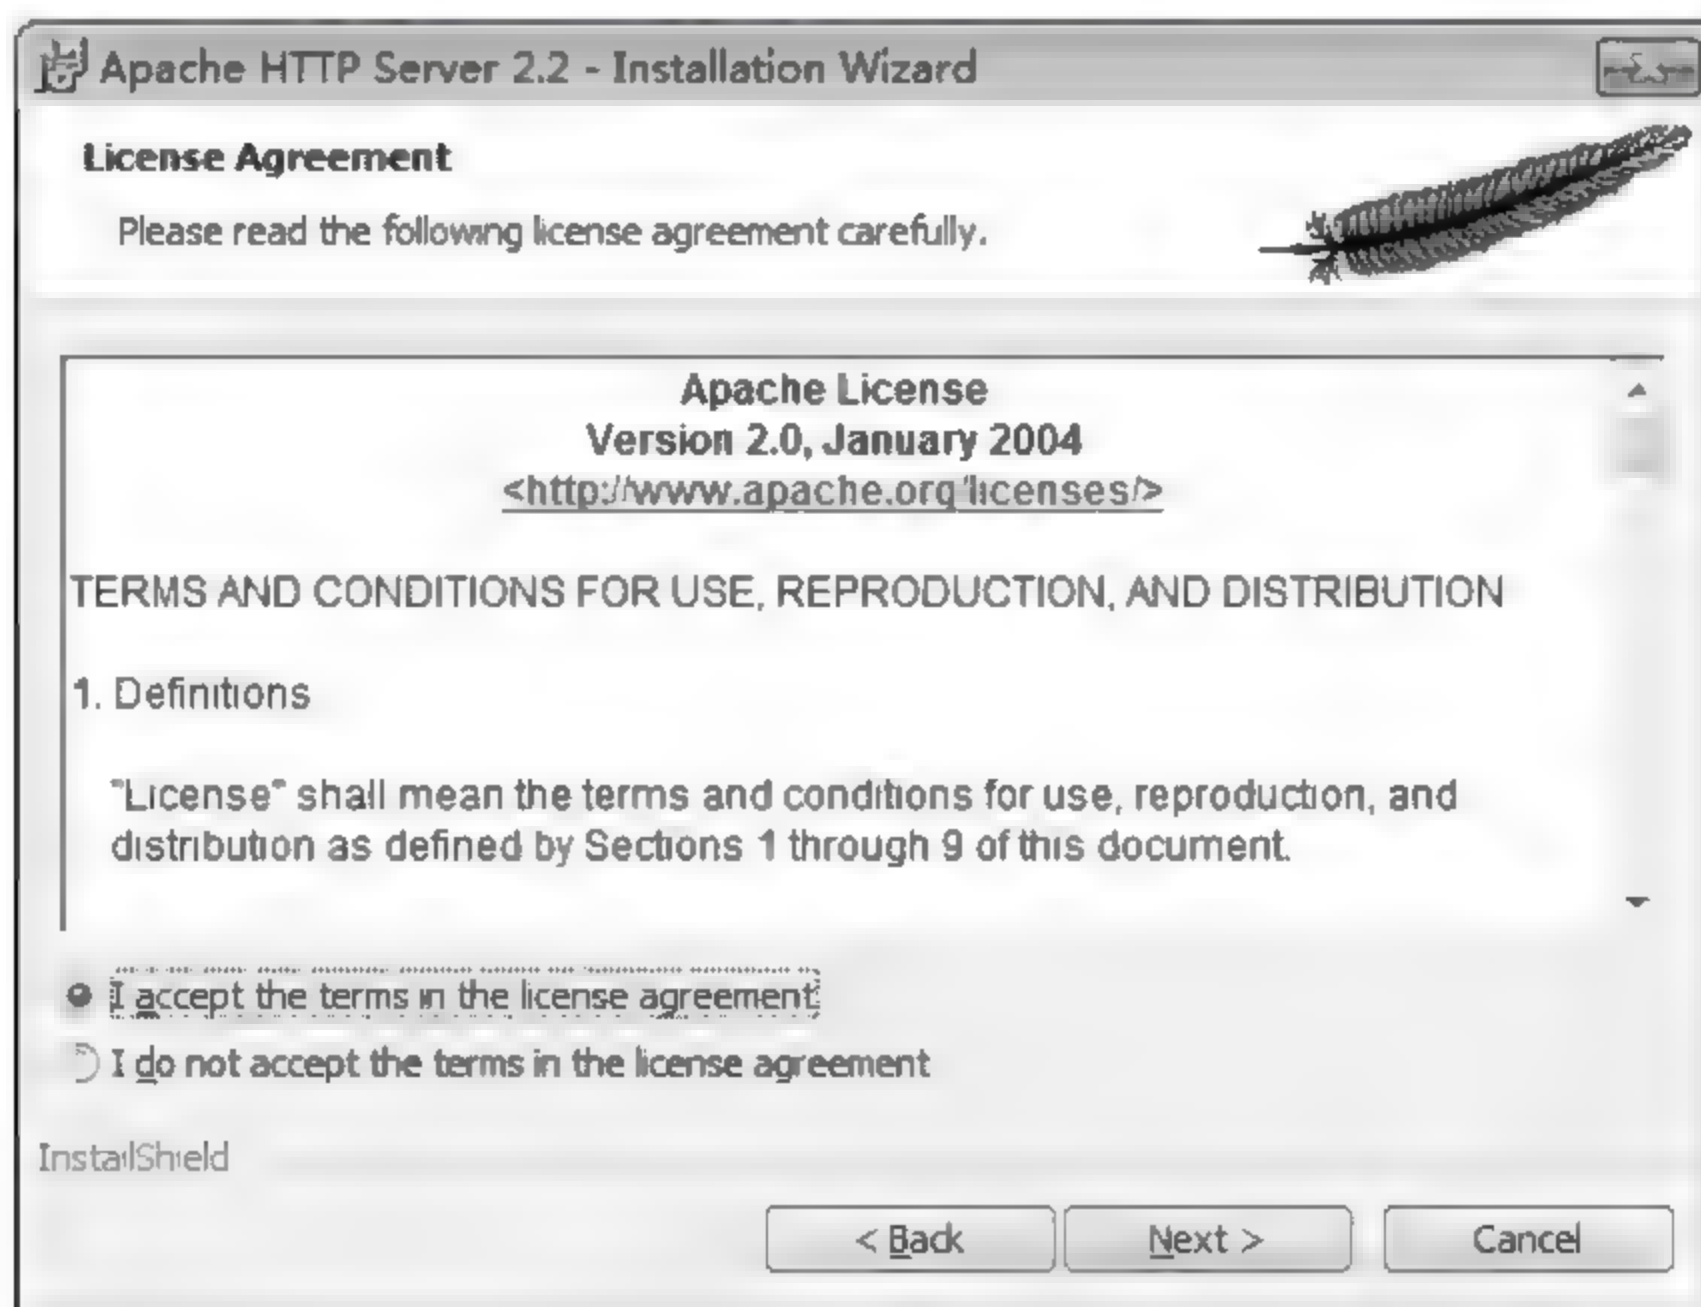 Apache HTTP Server 2.2 - Installation Wizard
License Agreement
Please read the following license agreement carefully.
Apache License
Version 2.0, January 2004
<http://www.apache.org/licenses/>
TERMS AND CONDITIONS FOR USE, REPRODUCTION, AND DISTRIBUTION
1. Definitions
"License" shall mean the terms and conditions for use, reproduction, and
distribution as defined by Sections 1 through 9 of this document.
I accept the terms in the license agreement
I do not accept the terms in the license agreement
InstallShield
< Back
Next >
Cancel